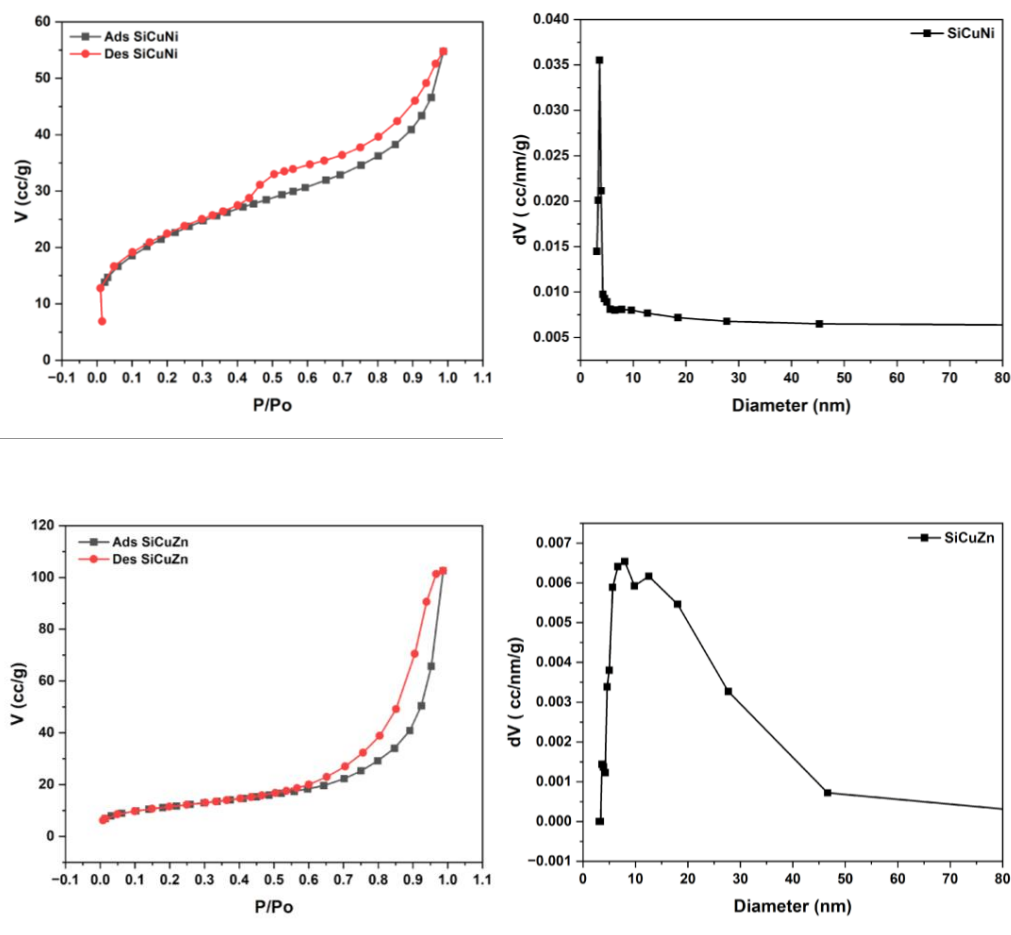 Ads SiCuNi
Des SiCuNi
60
50
40
30
20
10
0
V (cc/g)
−0.1 0.0 0.1 0.2 0.3 0.4 0.5 0.6 0.7 0.8 0.9 1.0 1.1
P/Po
SiCuNi
0.040
0.035
0.030
0.025
0.020
0.015
0.010
0.005
dV ( cc/nm/g)
0 10 20 30 40 50 60 70 80
Diameter (nm)
Ads SiCuZn
Des SiCuZn
120
100
80
60
40
20
0
V (cc/g)
−0.1 0.0 0.1 0.2 0.3 0.4 0.5 0.6 0.7 0.8 0.9 1.0 1.1
P/Po
SiCuZn
0.007
0.006
0.005
0.004
0.003
0.002
0.001
0.000
−0.001
dV ( cc/nm/g)
0 10 20 30 40 50 60 70 80
Diameter (nm)